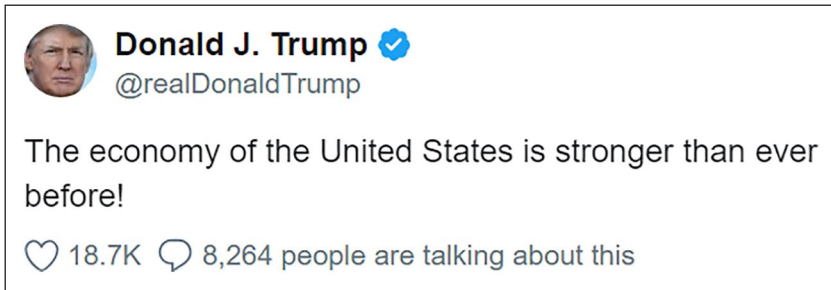 Donald J. Trump
@realDonaldTrump
The economy of the United States is stronger than ever
before!
18.7K 8,264 people are talking about this